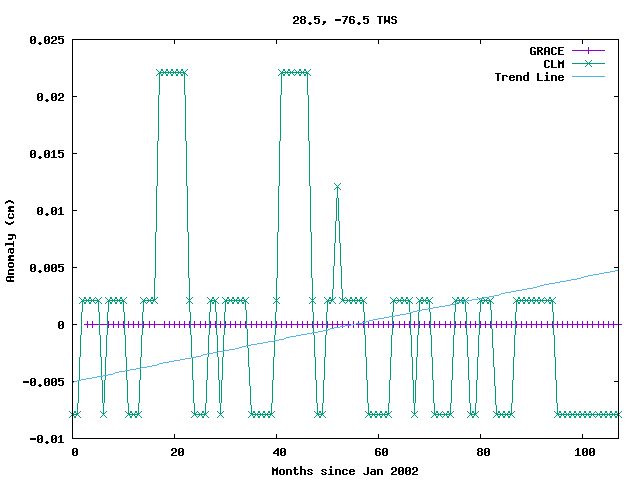 28.5, -76.5 TWS
0.025
0.02
0.015
0.01
0.005
0
-0.005
-0.01
Anomaly (cm)
GRACE
CLM
Trend Line
0 20 40 60 80 100
Months since Jan 2002